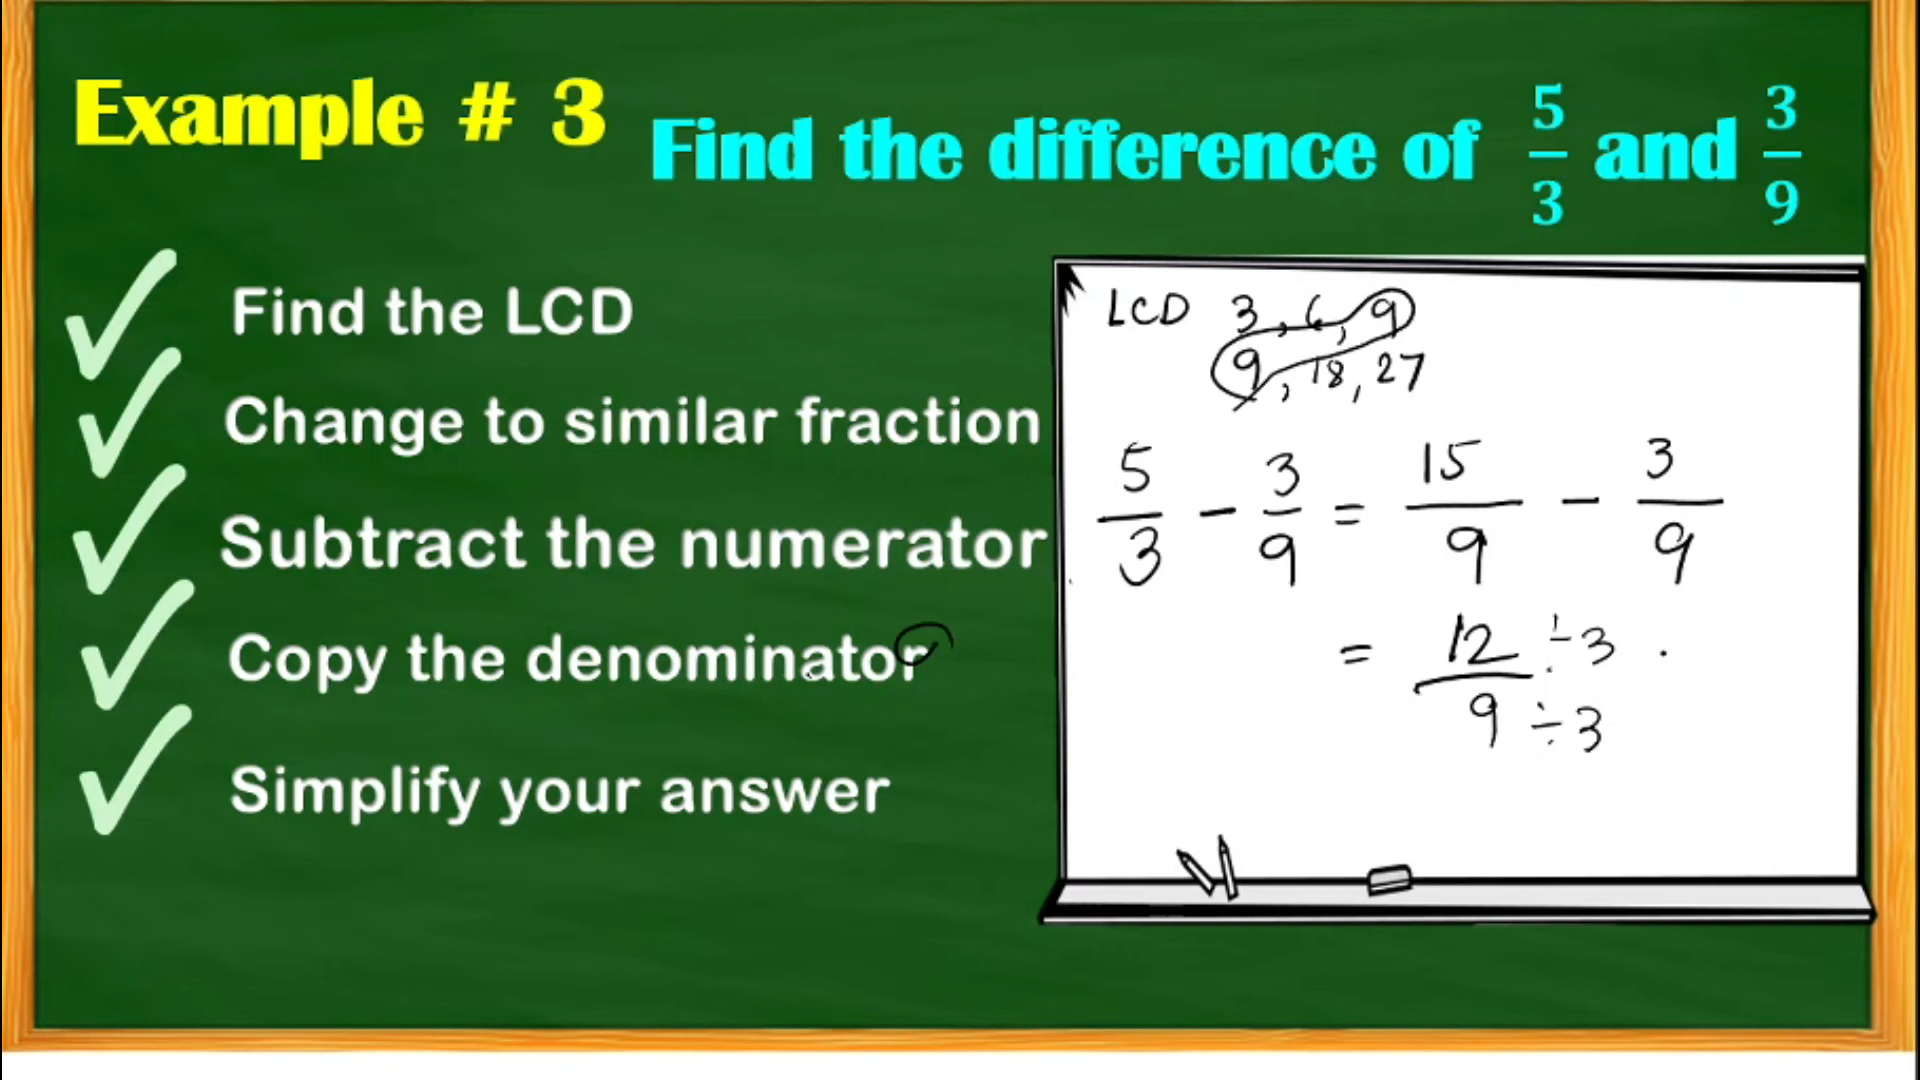 Example # 3
Find the difference of 5/3 and 3/9
Find the LCD
Change to similar fraction
Subtract the numerator
Copy the denominator
Simplify your answer
LCD 3, 6, 9
9, 18, 27
5/3 - 3/9 = 15/9 - 3/9
= 12/9 ÷3/÷3